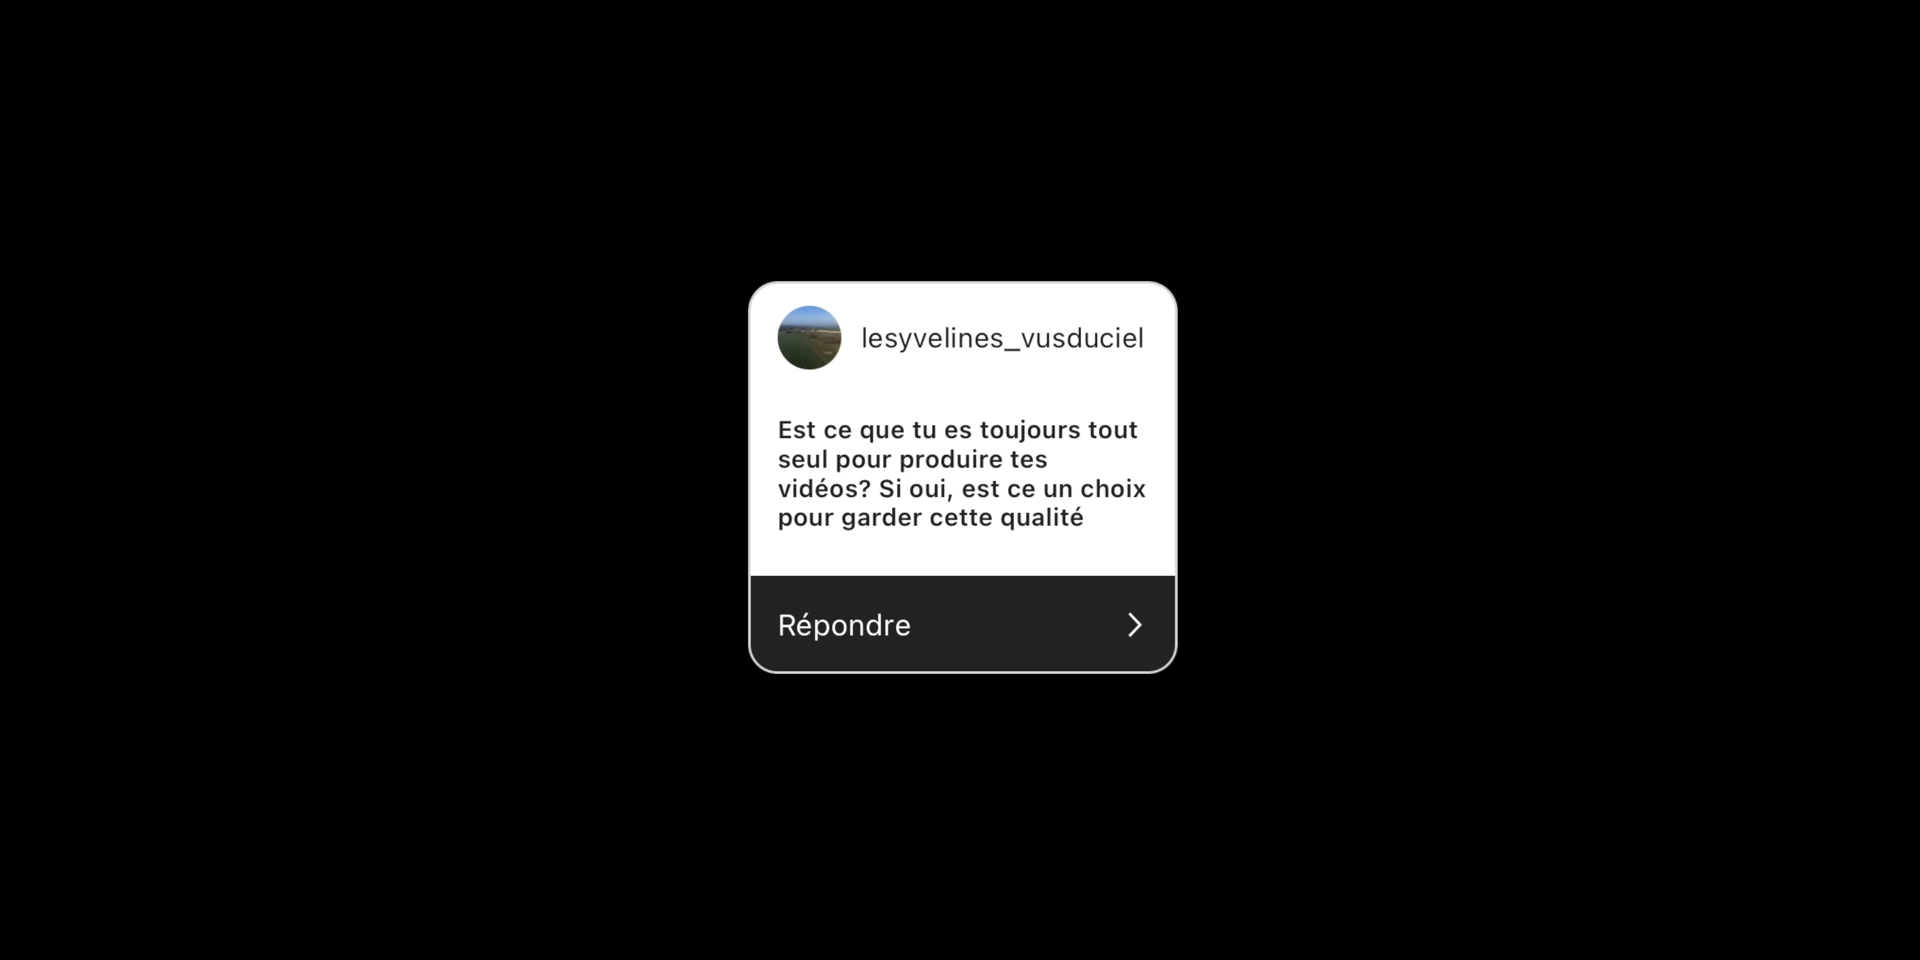 lesyvelines_vusduciel
Est ce que tu es toujours tout
seul pour produire tes
vidéos? Si oui, est ce un choix
pour garder cette qualité
Répondre